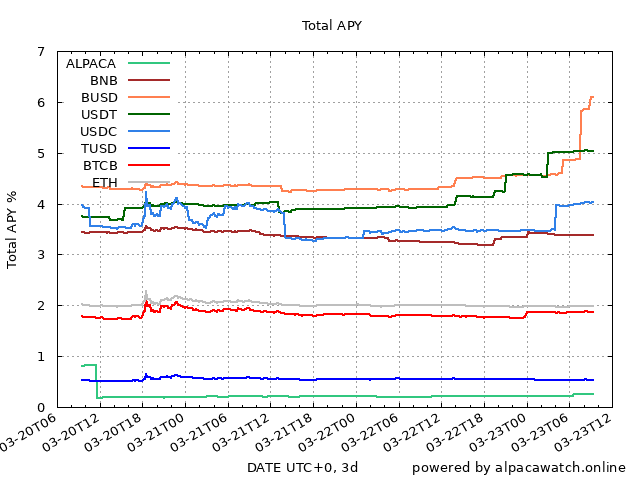 Total APY
7
6
5
4
3
2
1
0
Total APY %
ALPACA
BNB
BUSD
USDT
USDC
TUSD
BTCB
ETH
03-20T06
03-20T12
03-20T18
03-21T00
03-21T06
03-21T12
03-21T18
03-22T00
03-22T06
03-22T12
03-22T18
03-23T00
03-23T06
03-23T12
DATE UTC+0, 3d
powered by alpacawatch.online